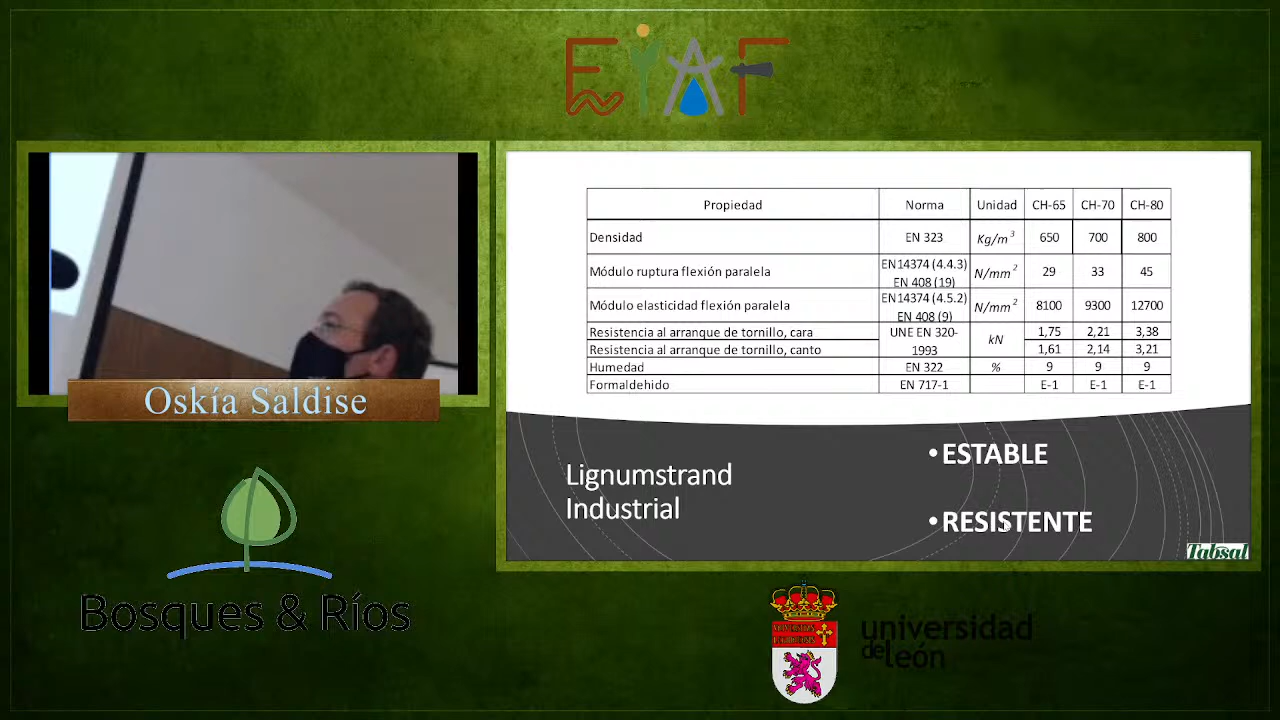 EIAF
Propiedad Norma Unidad CH-65 CH-70 CH-80
Densidad EN 323 Kg/m³ 650 700 800
Módulo ruptura flexión paralela EN14374 (4.4.3) EN 408 (19) N/mm² 29 33 45
Módulo elasticidad flexión paralela EN14374 (4.5.2) EN 408 (9) N/mm² 8100 9300 12700
Resistencia al arranque de tornillo, cara UNE EN 320-1993 kN 1,75 2,21 3,38
Resistencia al arranque de tornillo, canto 1,61 2,14 3,21
Humedad EN 322 % 9 9 9
Formaldehido EN 717-1 E-1 E-1 E-1
Oskía Saldise
Lignumstrand
Industrial
•ESTABLE
•RESISTENTE
Tabsal
Bosques & Ríos
universidad
de león